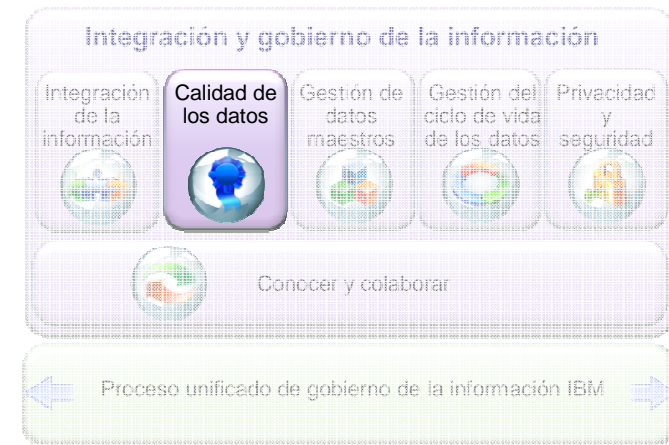 Integración y gobierno de la información
Integración
de la
información
Calidad de
los datos
Gestión de
datos
maestros
Gestión del
ciclo de vida
de los datos
Privacidad
y
seguridad
Conocer y colaborar
Proceso unificado de gobierno de la información IBM